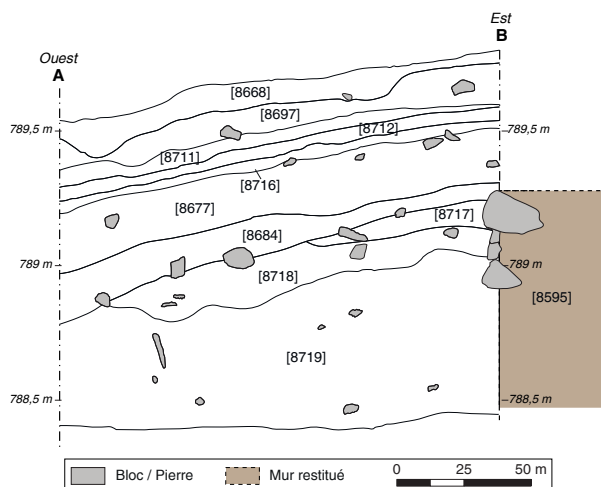 Ouest
A
Est
B
[8668]
[8697]
789,5 m
[8712]
789,5 m
[8711]
[8716]
[8677]
[8717]
[8684]
789 m
789 m
[8718]
[8595]
[8719]
788,5 m
788,5 m
Bloc / Pierre
Mur restitué
0 25 50 m